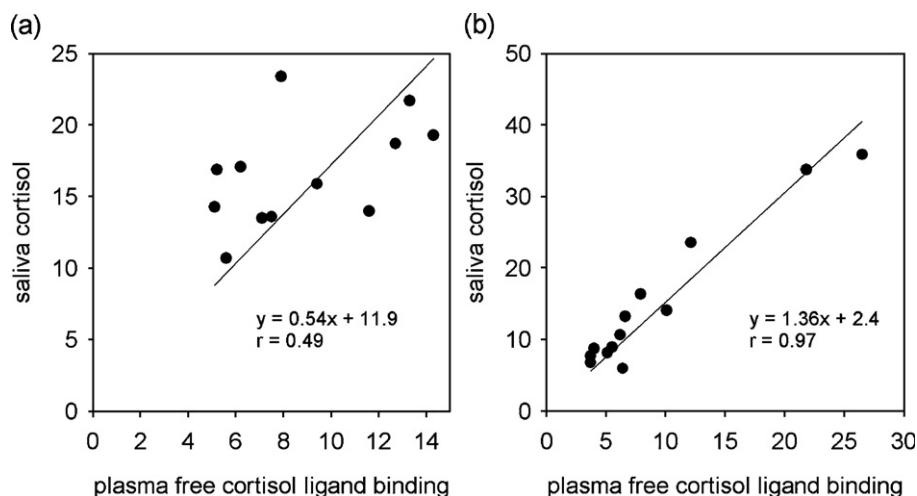 (a)
25
20
15
10
5
0
saliva cortisol
y = 0.54x + 11.9
r = 0.49
0 2 4 6 8 10 12 14
plasma free cortisol ligand binding
(b)
50
40
30
20
10
0
saliva cortisol
y = 1.36x + 2.4
r = 0.97
0 5 10 15 20 25 30
plasma free cortisol ligand binding